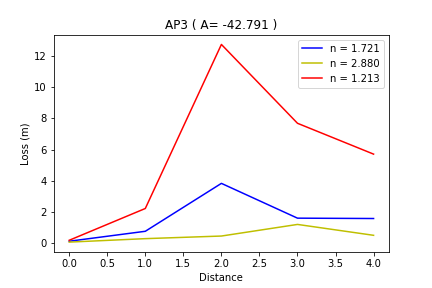 AP3 ( A= -42.791 )
n = 1.721
n = 2.880
n = 1.213
Loss (m)
12
10
8
6
4
2
0
0.0 0.5 1.0 1.5 2.0 2.5 3.0 3.5 4.0
Distance